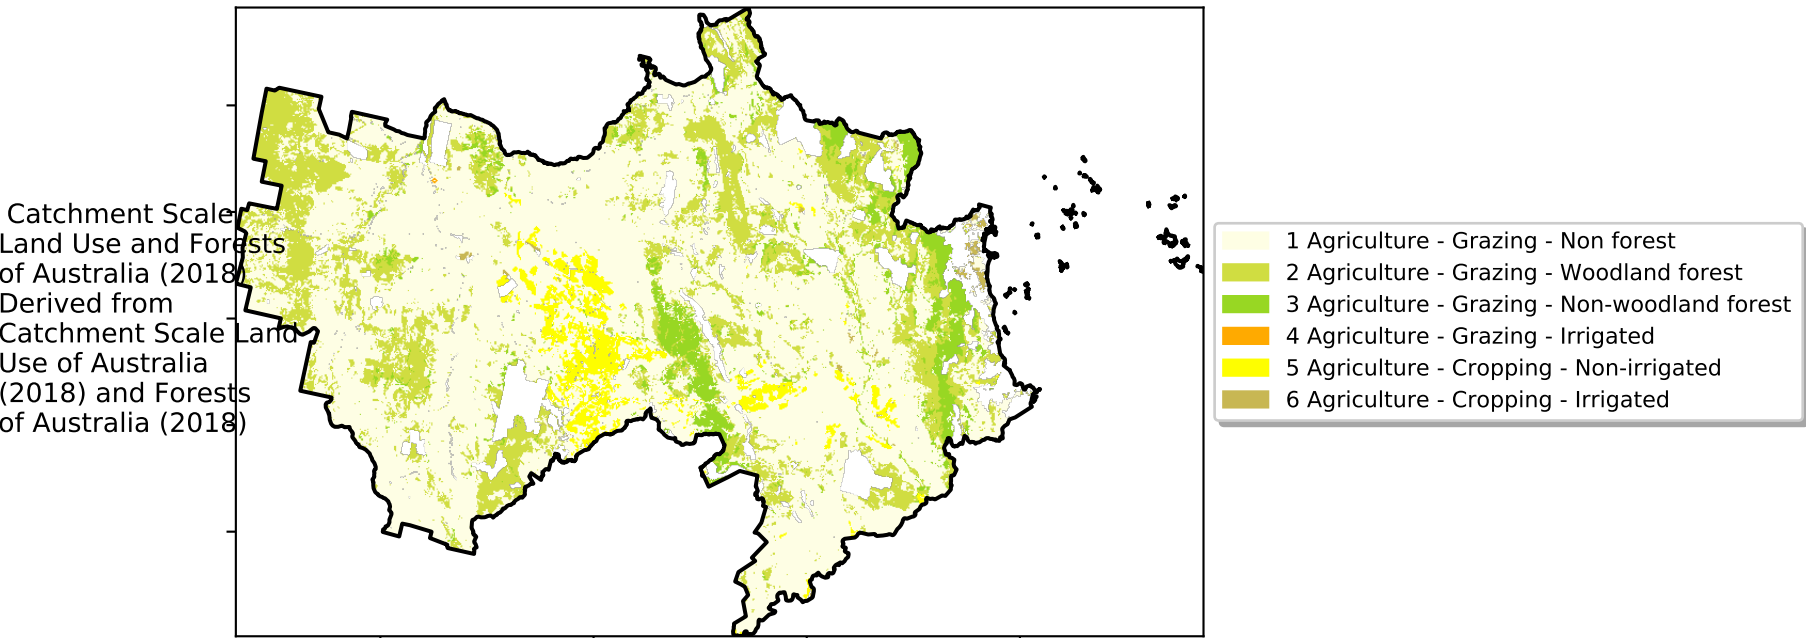 Catchment Scale
Land Use and Forests
of Australia (2018)
Derived from
Catchment Scale Land
Use of Australia
(2018) and Forests
of Australia (2018)
1 Agriculture - Grazing - Non forest
2 Agriculture - Grazing - Woodland forest
3 Agriculture - Grazing - Non-woodland forest
4 Agriculture - Grazing - Irrigated
5 Agriculture - Cropping - Non-irrigated
6 Agriculture - Cropping - Irrigated